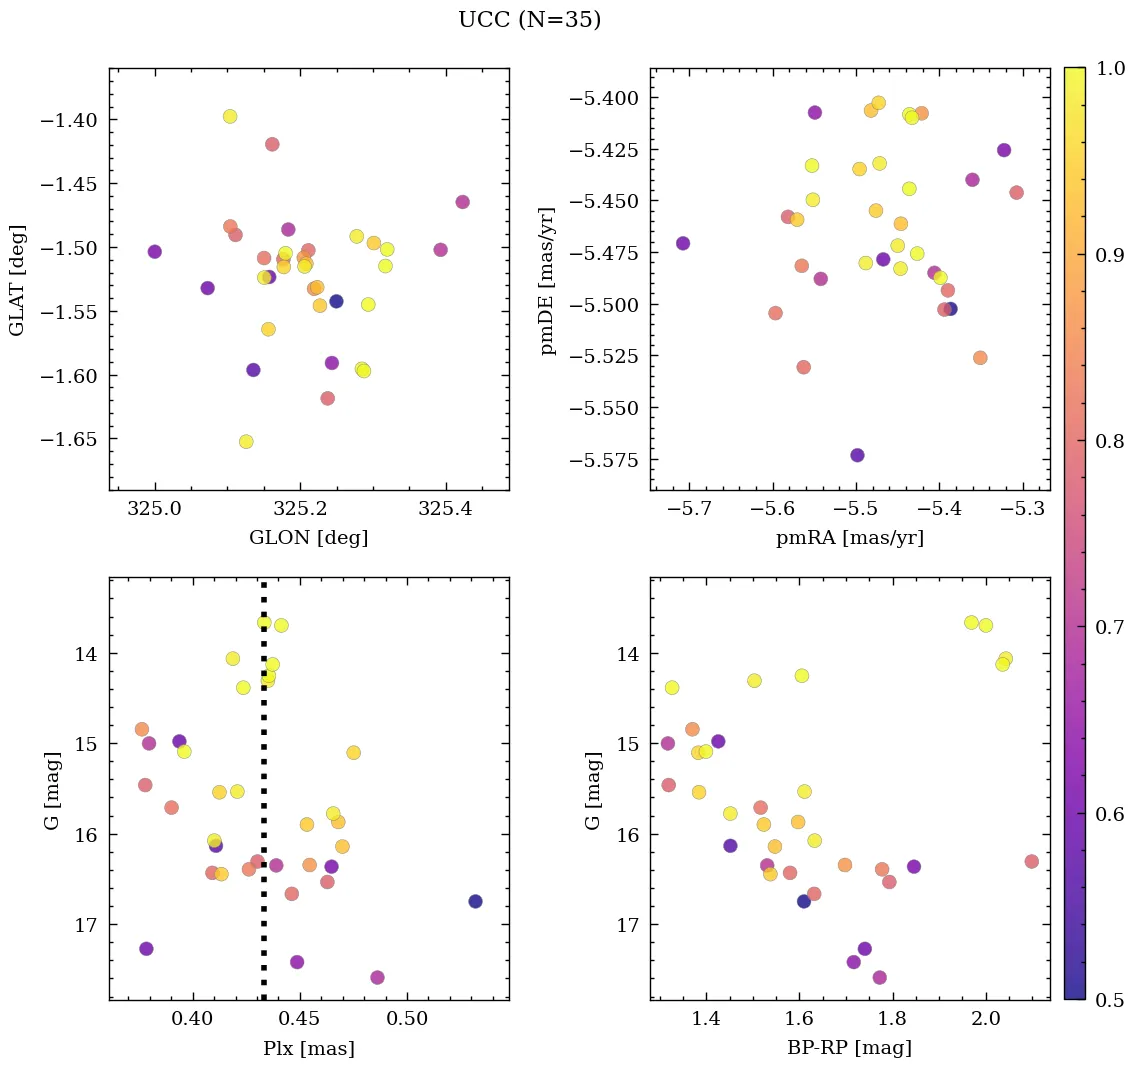 UCC (N=35)
−1.40
−1.45
−1.50
−1.55
−1.60
−1.65
GLAT [deg]
325.0 325.2 325.4
GLON [deg]
−5.400
−5.425
−5.450
−5.475
−5.500
−5.525
−5.550
−5.575
pmDE [mas/yr]
−5.7 −5.6 −5.5 −5.4 −5.3
pmRA [mas/yr]
14
15
16
17
G [mag]
0.40 0.45 0.50
Plx [mas]
14
15
16
17
G [mag]
1.4 1.6 1.8 2.0
BP-RP [mag]
1.0
0.9
0.8
0.7
0.6
0.5